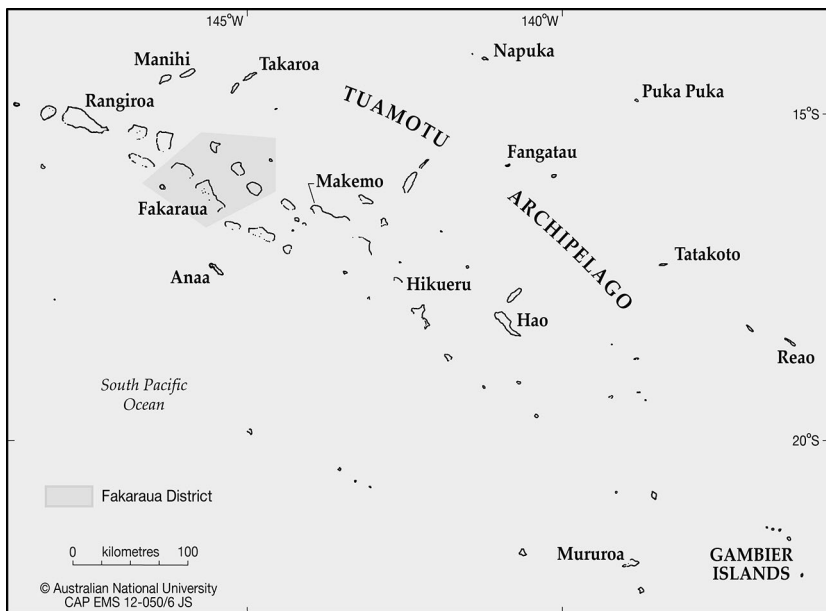 145°W
140°W
Napuka
Manihi
Takaroa
Puka Puka
Rangiroa
TUAMOTU
15°S
Fangatau
Makemo
Fakaraua
ARCHIPELAGO
Tatakoto
Anaa
Hikueru
Hao
Reao
South Pacific
Ocean
20°S
Fakaraua District
0 kilometres 100
Mururoa
GAMBIER
ISLANDS
© Australian National University
CAP EMS 12-050/6 JS